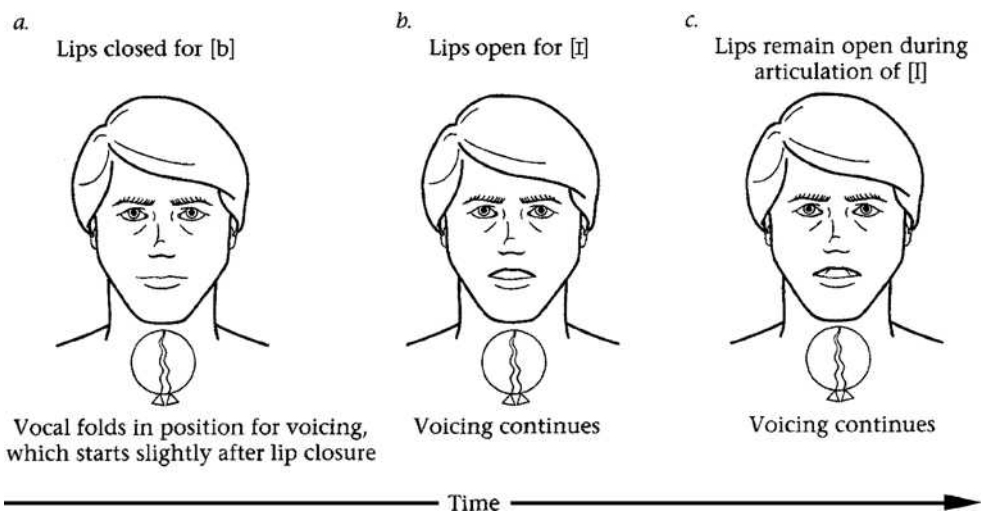 a.
Lips closed for [b]
b.
Lips open for [ɪ]
c.
Lips remain open during
articulation of [l]
Vocal folds in position for voicing,
which starts slightly after lip closure
Voicing continues
Voicing continues
Time